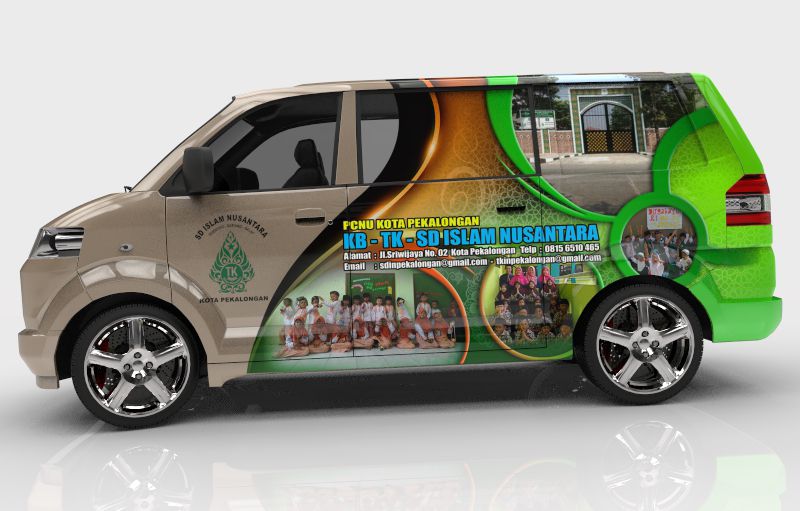 SD ISLAM NUSANTARA
TK
KOTA PEKALONGAN
PCNU KOTA PEKALONGAN
KB - TK - SD ISLAM NUSANTARA
Alamat : Jl.Sriwijaya No. 02 Kota Pekalongan Telp : 0815 6510 465
Email : sdinpekalongan@gmail.com - tkinpekalongan@gmail.com